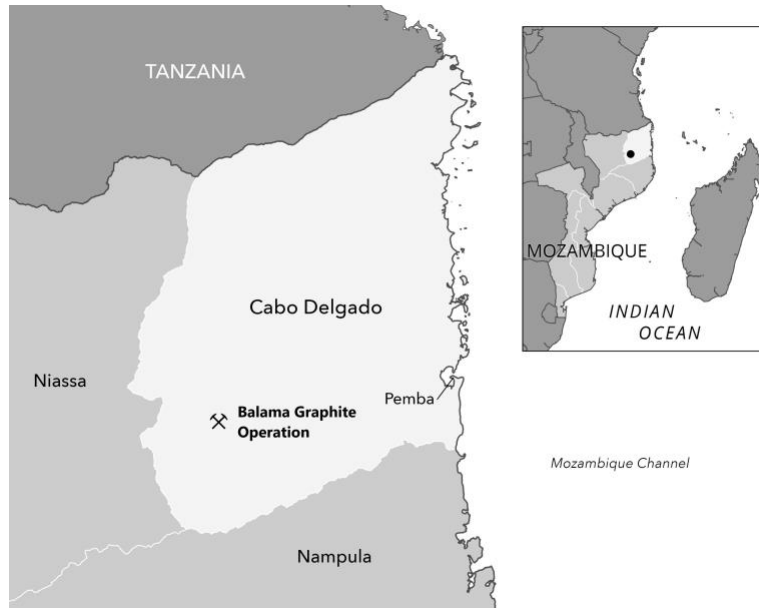 TANZANIA
Cabo Delgado
Niassa
Pemba
Balama Graphite
Operation
Nampula
MOZAMBIQUE
INDIAN
OCEAN
Mozambique Channel